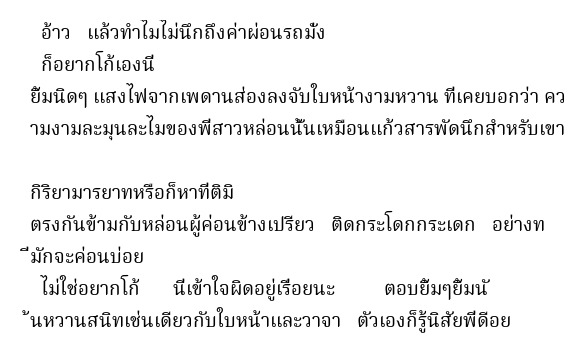 อ้าว แล้วทำไมไม่นึกถึงค่าผ่อนรถมั่ง
ก็อยากโก้เองนี่
ยิ้มนิดๆ แสงไฟจากเพดานส่องลงจับใบหน้างามหวาน ที่เคยบอกว่า คว
ามงามละมุนละไมของพี่สาวหล่อนนั้นเหมือนแก้วสารพัดนึกสำหรับเขา
กิริยามารยาทหรือก็หาที่ติมิ
ตรงกันข้ามกับหล่อนผู้ค่อนข้างเปรียว ติดกระโดกกระเดก อย่างท
ี่มักจะค่อนบ่อย
ไม่ใช่อยากโก้ นี่เข้าใจผิดอยู่เรื่อยนะ ตอบยิ้มๆยิ้มนั
้นหวานสนิทเช่นเดียวกับใบหน้าและวาจา ตัวเองก็รู้นิสัยพี่ดีอย